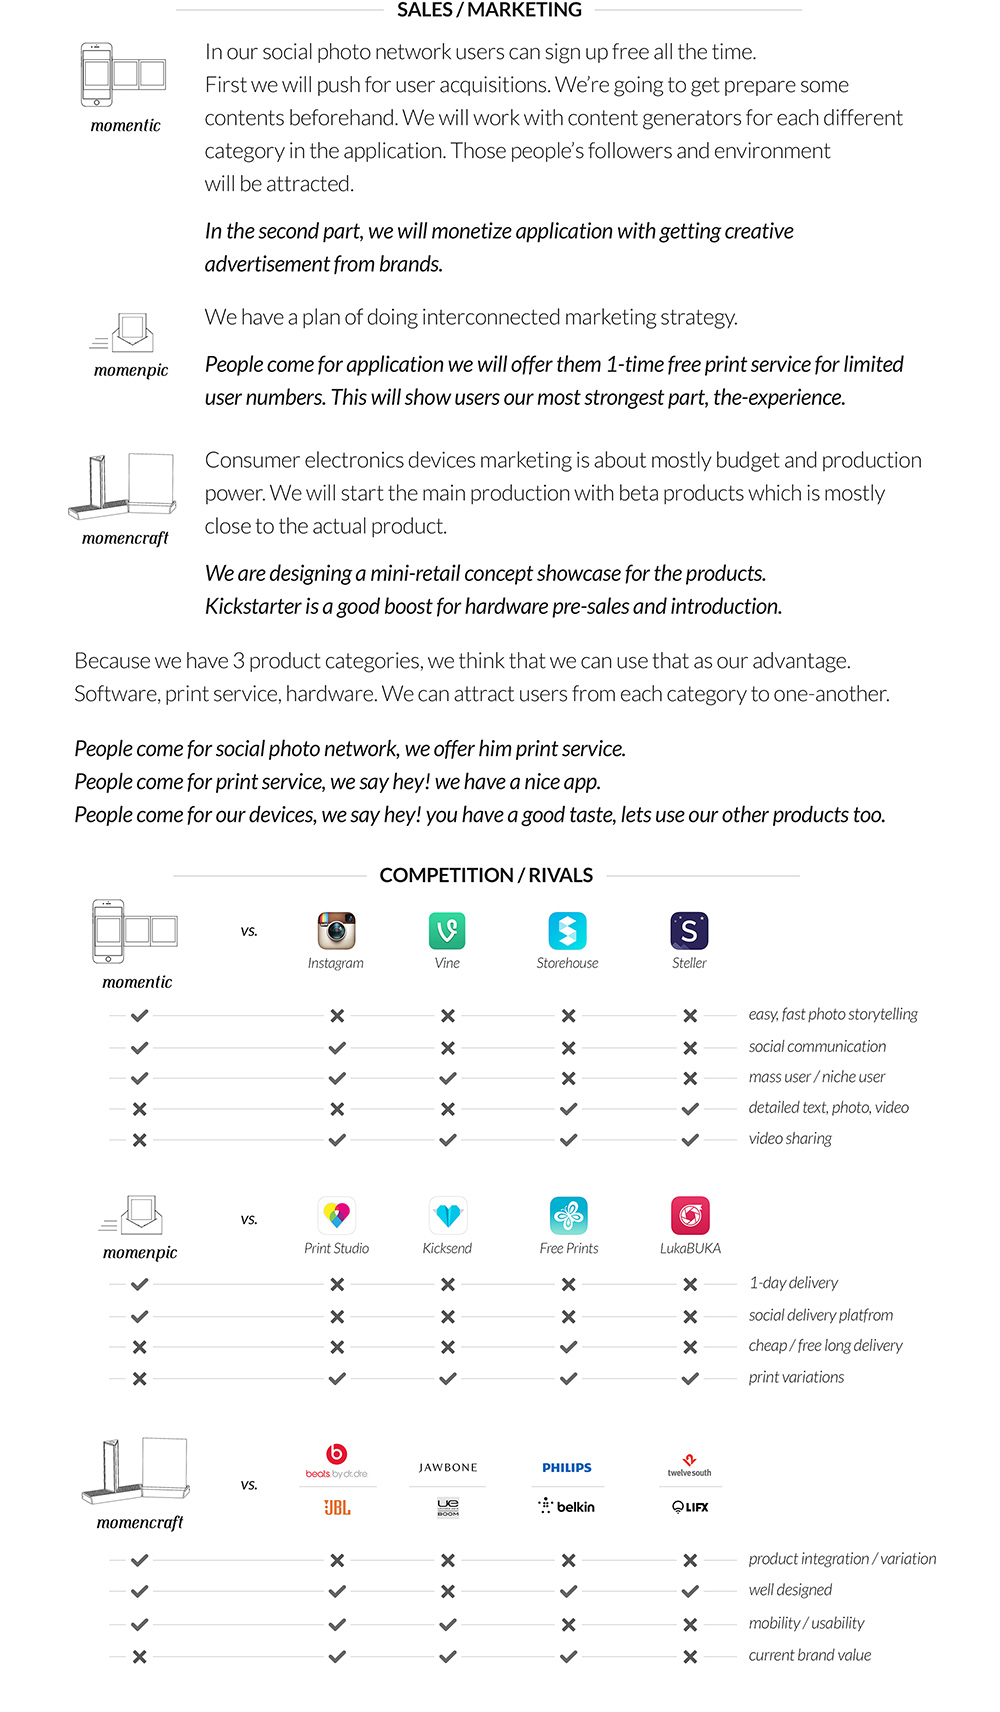 SALES / MARKETING
momentic
In our social photo network users can sign up free all the time.
First we will push for user acquisitions. We’re going to get prepare some
contents beforehand. We will work with content generators for each different
category in the application. Those people’s followers and environment
will be attracted.
In the second part, we will monetize application with getting creative
advertisement from brands.
momenpic
We have a plan of doing interconnected marketing strategy.
People come for application we will offer them 1-time free print service for limited
user numbers. This will show users our most strongest part, the-experience.
momencraft
Consumer electronics devices marketing is about mostly budget and production
power. We will start the main production with beta products which is mostly
close to the actual product.
We are designing a mini-retail concept showcase for the products.
Kickstarter is a good boost for hardware pre-sales and introduction.
Because we have 3 product categories, we think that we can use that as our advantage.
Software, print service, hardware. We can attract users from each category to one-another.
People come for social photo network, we offer him print service.
People come for print service, we say hey! we have a nice app.
People come for our devices, we say hey! you have a good taste, lets use our other products too.
COMPETITION / RIVALS
momentic
vs.
Instagram
Vine
Storehouse
S
Steller
easy, fast photo storytelling
social communication
mass user / niche user
detailed text, photo, video
video sharing
momenpic
vs.
Print Studio
Kicksend
Free Prints
LukaBUKA
1-day delivery
social delivery platfrom
cheap / free long delivery
print variations
momencraft
vs.
beats by dr. dre
JAWBONE
PHILIPS
twelve south
JBL
ue
BOOM
belkin
LIFX
product integration / variation
well designed
mobility / usability
current brand value